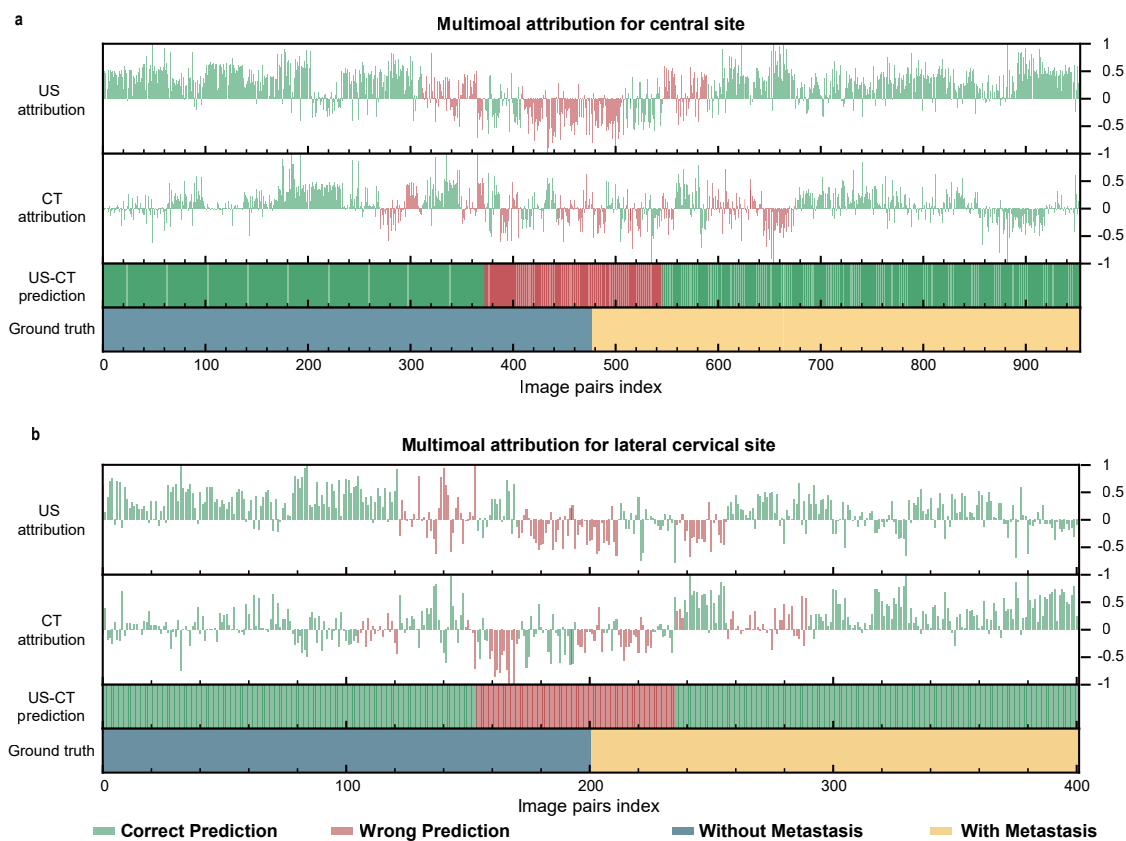 a
Multimoal attribution for central site
US
attribution
1
0.5
0
-0.5
-1
CT
attribution
0.5
0
-0.5
-1
US-CT
prediction
Ground truth
0 100 200 300 400 500 600 700 800 900
Image pairs index
b
Multimoal attribution for lateral cervical site
US
attribution
1
0.5
0
-0.5
-1
CT
attribution
0.5
0
-0.5
-1
US-CT
prediction
Ground truth
0 100 200 300 400
Image pairs index
Correct Prediction Wrong Prediction Without Metastasis With Metastasis